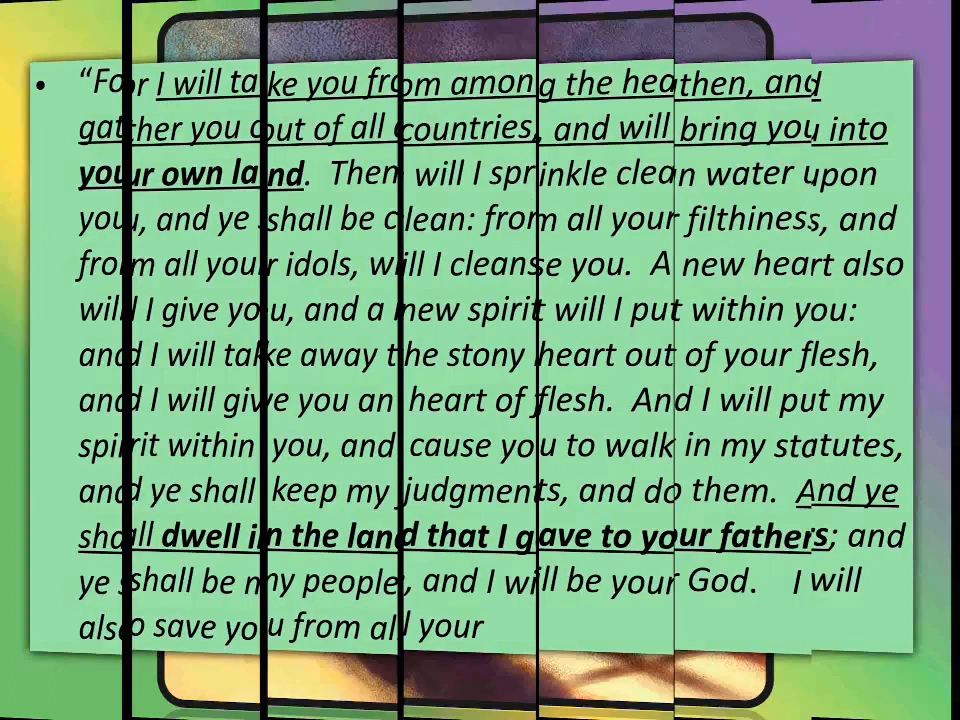 • “For I will take you from among the heathen, and
gather you out of all countries, and will bring you into
your own land.  Then will I sprinkle clean water upon
you, and ye shall be clean: from all your filthiness, and
from all your idols, will I cleanse you.  A new heart also
will I give you, and a new spirit will I put within you:
and I will take away the stony heart out of your flesh,
and I will give you an heart of flesh.  And I will put my
spirit within you, and cause you to walk in my statutes,
and ye shall keep my judgments, and do them.  And ye
shall dwell in the land that I gave to your fathers; and
ye shall be my people, and I will be your God.    I will
also save you from all your